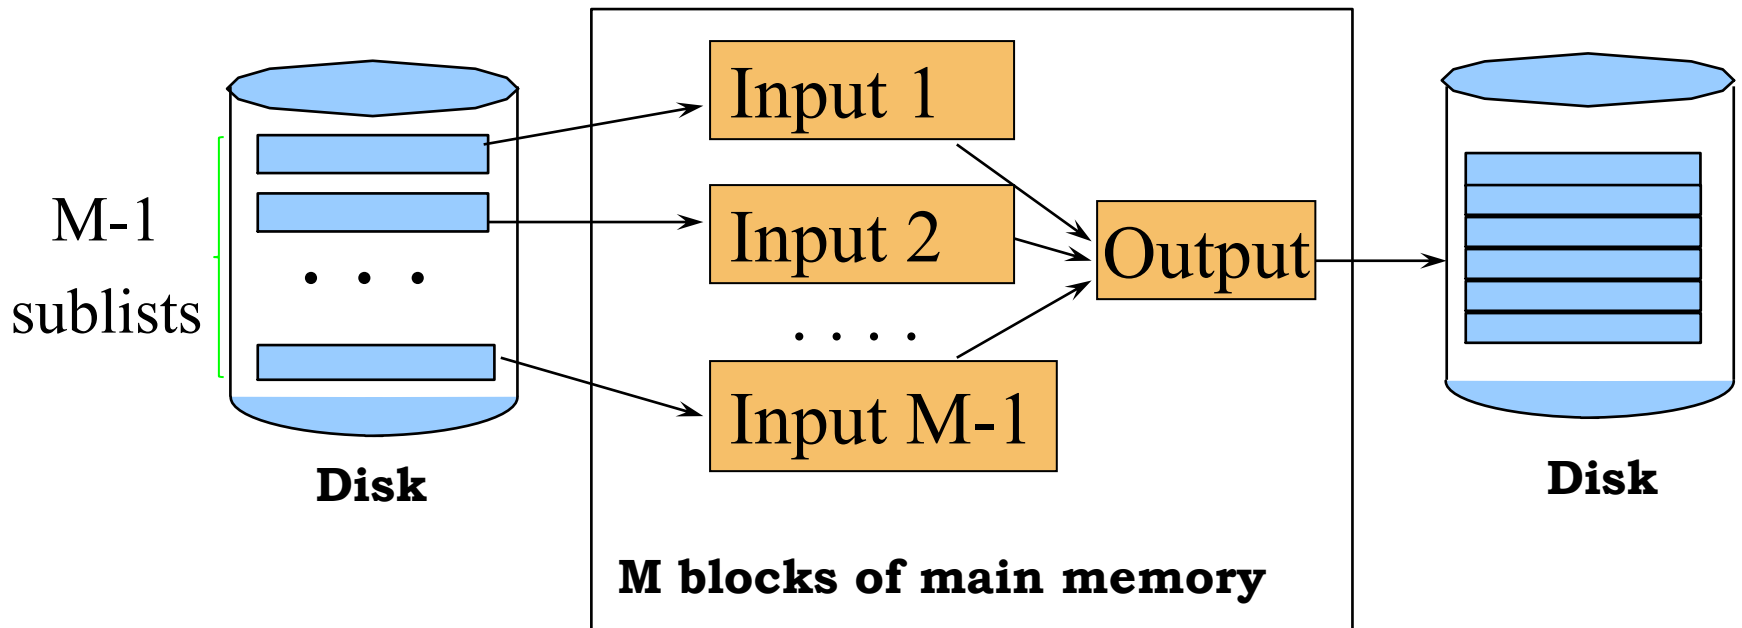 M-1
sublists
• • •
Disk
Input 1
Input 2
. . . .
Input M-1
Output
M blocks of main memory
Disk